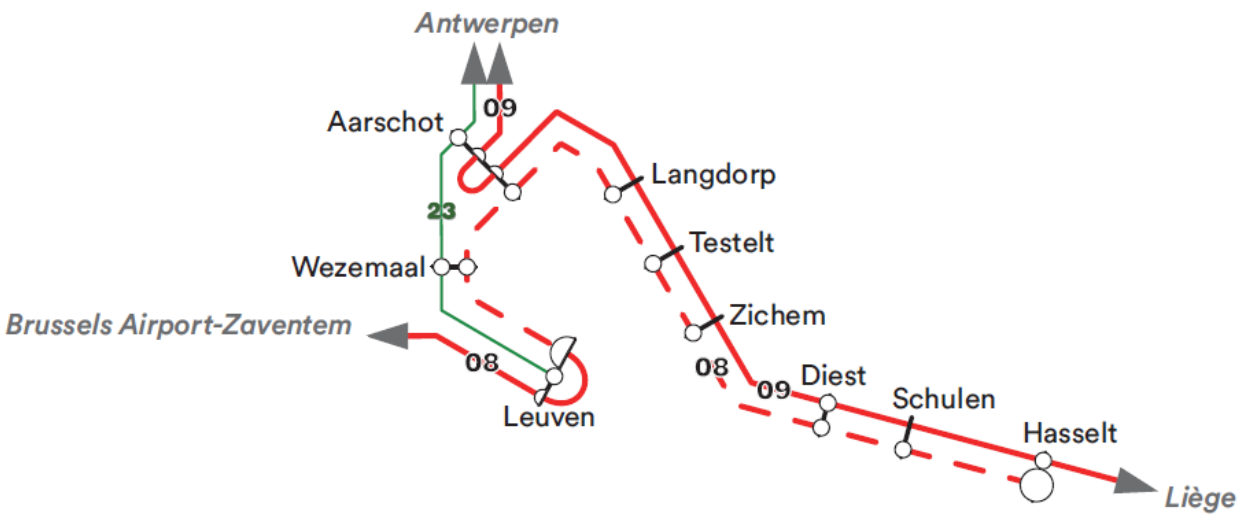 Antwerpen
09
Aarschot
Langdorp
23
Testelt
Wezemaal
Zichem
Brussels Airport-Zaventem
08
08
09
Diest
Leuven
Schulen
Hasselt
Liège